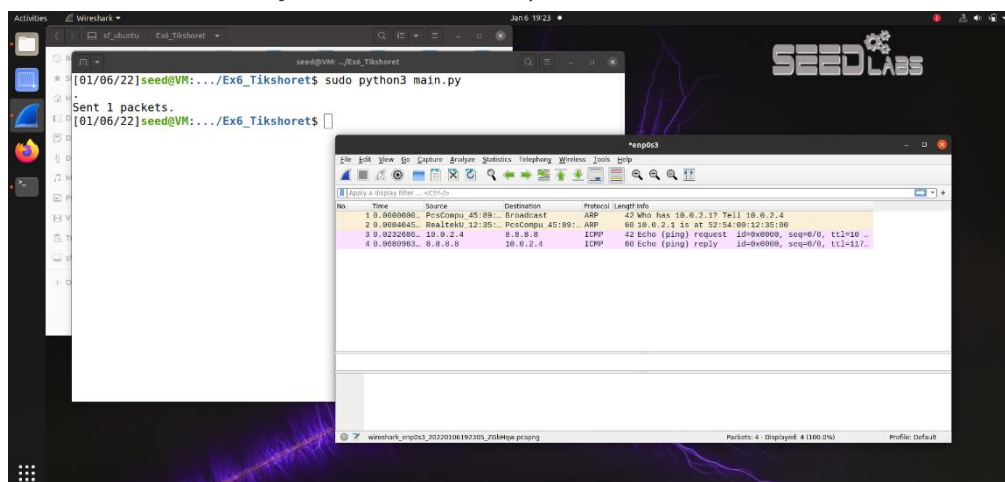 Activities
Wireshark
Jan 6 19:23
sf_ubuntu Ex6_Tikshoret
SEEDLABS
seed@VM: .../Ex6_Tikshoret
[01/06/22]seed@VM:.../Ex6_Tikshoret$ sudo python3 main.py
.
Sent 1 packets.
[01/06/22]seed@VM:.../Ex6_Tikshoret$
*enp0s3
File Edit View Go Capture Analyze Statistics Telephony Wireless Tools Help
Apply a display filter ... <Ctrl-/>
No. Time Source Destination Protocol Length Info
1 0.0000000… PcsCompu_45:89:… Broadcast ARP 42 Who has 10.0.2.1? Tell 10.0.2.4
2 0.0004045… RealtekU_12:35:… PcsCompu_45:89:… ARP 60 10.0.2.1 is at 52:54:00:12:35:00
3 0.0232686… 10.0.2.4 8.8.8.8 ICMP 42 Echo (ping) request id=0x0000, seq=0/0, ttl=10 …
4 0.0680963… 8.8.8.8 10.0.2.4 ICMP 60 Echo (ping) reply id=0x0000, seq=0/0, ttl=117…
wireshark_enp0s3_20220106192305_ZGbHqw.pcapng
Packets: 4 · Displayed: 4 (100.0%)
Profile: Default